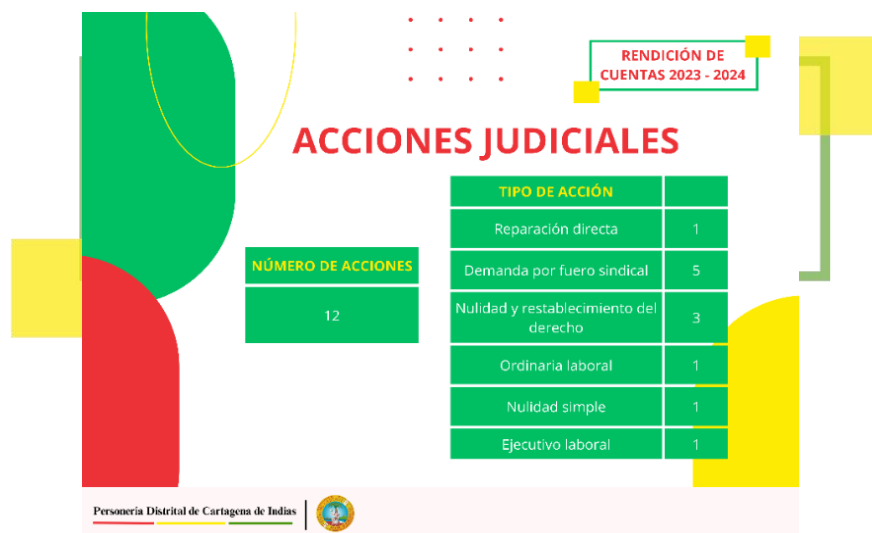 RENDICIÓN DE
CUENTAS 2023 - 2024
ACCIONES JUDICIALES
NÚMERO DE ACCIONES
12
TIPO DE ACCIÓN
Reparación directa 1
Demanda por fuero sindical 5
Nulidad y restablecimiento del
derecho 3
Ordinaria laboral 1
Nulidad simple 1
Ejecutivo laboral 1
Personería Distrital de Cartagena de Indias